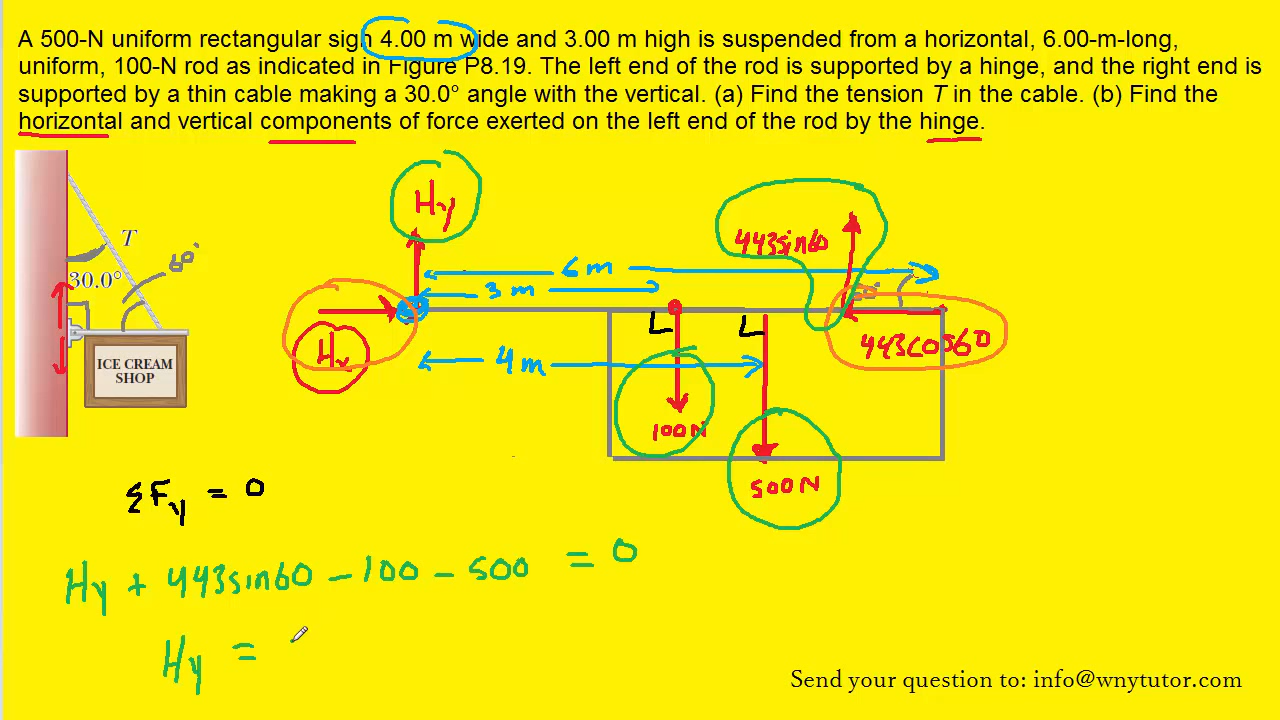 A 500-N uniform rectangular sign 4.00 m wide and 3.00 m high is suspended from a horizontal, 6.00-m-long,
uniform, 100-N rod as indicated in Figure P8.19. The left end of the rod is supported by a hinge, and the right end is
supported by a thin cable making a 30.0° angle with the vertical. (a) Find the tension T in the cable. (b) Find the
horizontal and vertical components of force exerted on the left end of the rod by the hinge.
Hy
443sin60
T
60°
6 m
30.0°
3 m
60°
L
L
Hx
443cos60
4m
ICE CREAM
SHOP
100N
500N
ΣFy = 0
Hy + 443sin60 - 100 - 500 = 0
Hy =
Send your question to: info@wnytutor.com